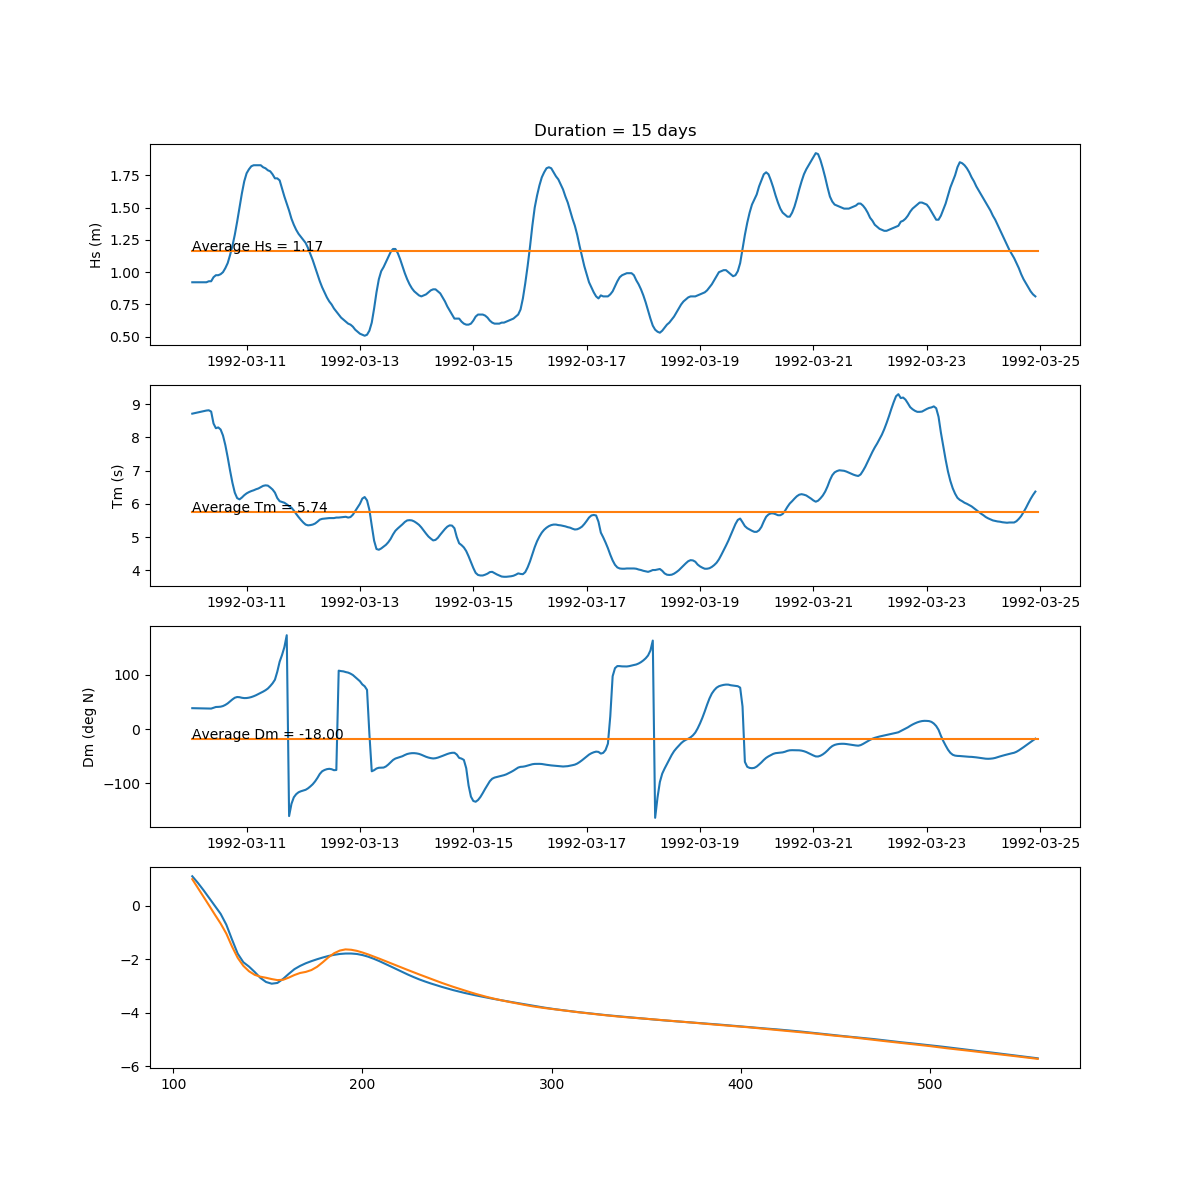 Duration = 15 days
Hs (m)
1.75
1.50
1.25
1.00
0.75
0.50
Average Hs = 1.17
1992-03-11 1992-03-13 1992-03-15 1992-03-17 1992-03-19 1992-03-21 1992-03-23 1992-03-25
Tm (s)
9
8
7
6
5
4
Average Tm = 5.74
1992-03-11 1992-03-13 1992-03-15 1992-03-17 1992-03-19 1992-03-21 1992-03-23 1992-03-25
Dm (deg N)
100
0
−100
Average Dm = -18.00
1992-03-11 1992-03-13 1992-03-15 1992-03-17 1992-03-19 1992-03-21 1992-03-23 1992-03-25
0
−2
−4
−6
100 200 300 400 500